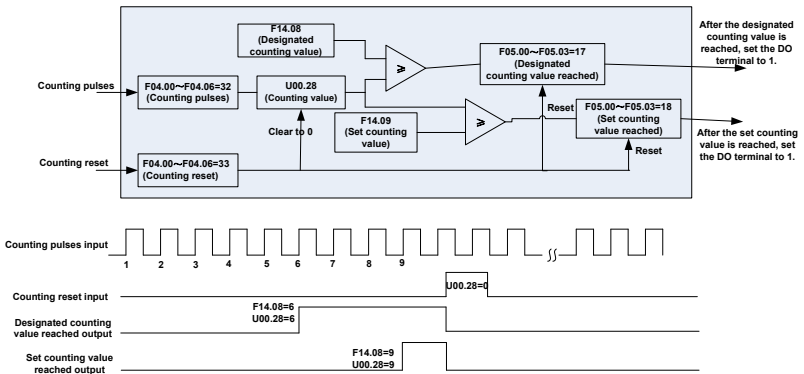 F14.08
(Designated
counting value)
F05.00～F05.03=17
(Designated
counting value reached)
After the designated
counting value is
reached, set the DO
terminal to 1.
Counting pulses
F04.00～F04.06=32
(Counting pulses)
U00.28
(Counting value)
≥
Clear to 0
F14.09
(Set counting
value)
≥
Reset
F05.00～F05.03=18
(Set counting
value reached)
Reset
After the set counting
value is reached, set
the DO terminal to 1.
Counting reset
F04.00～F04.06=33
(Counting reset)
Counting pulses input
1 2 3 4 5 6 7 8 9
Counting reset input
U00.28=0
Designated counting
value reached output
F14.08=6
U00.28=6
Set counting value
reached output
F14.08=9
U00.28=9